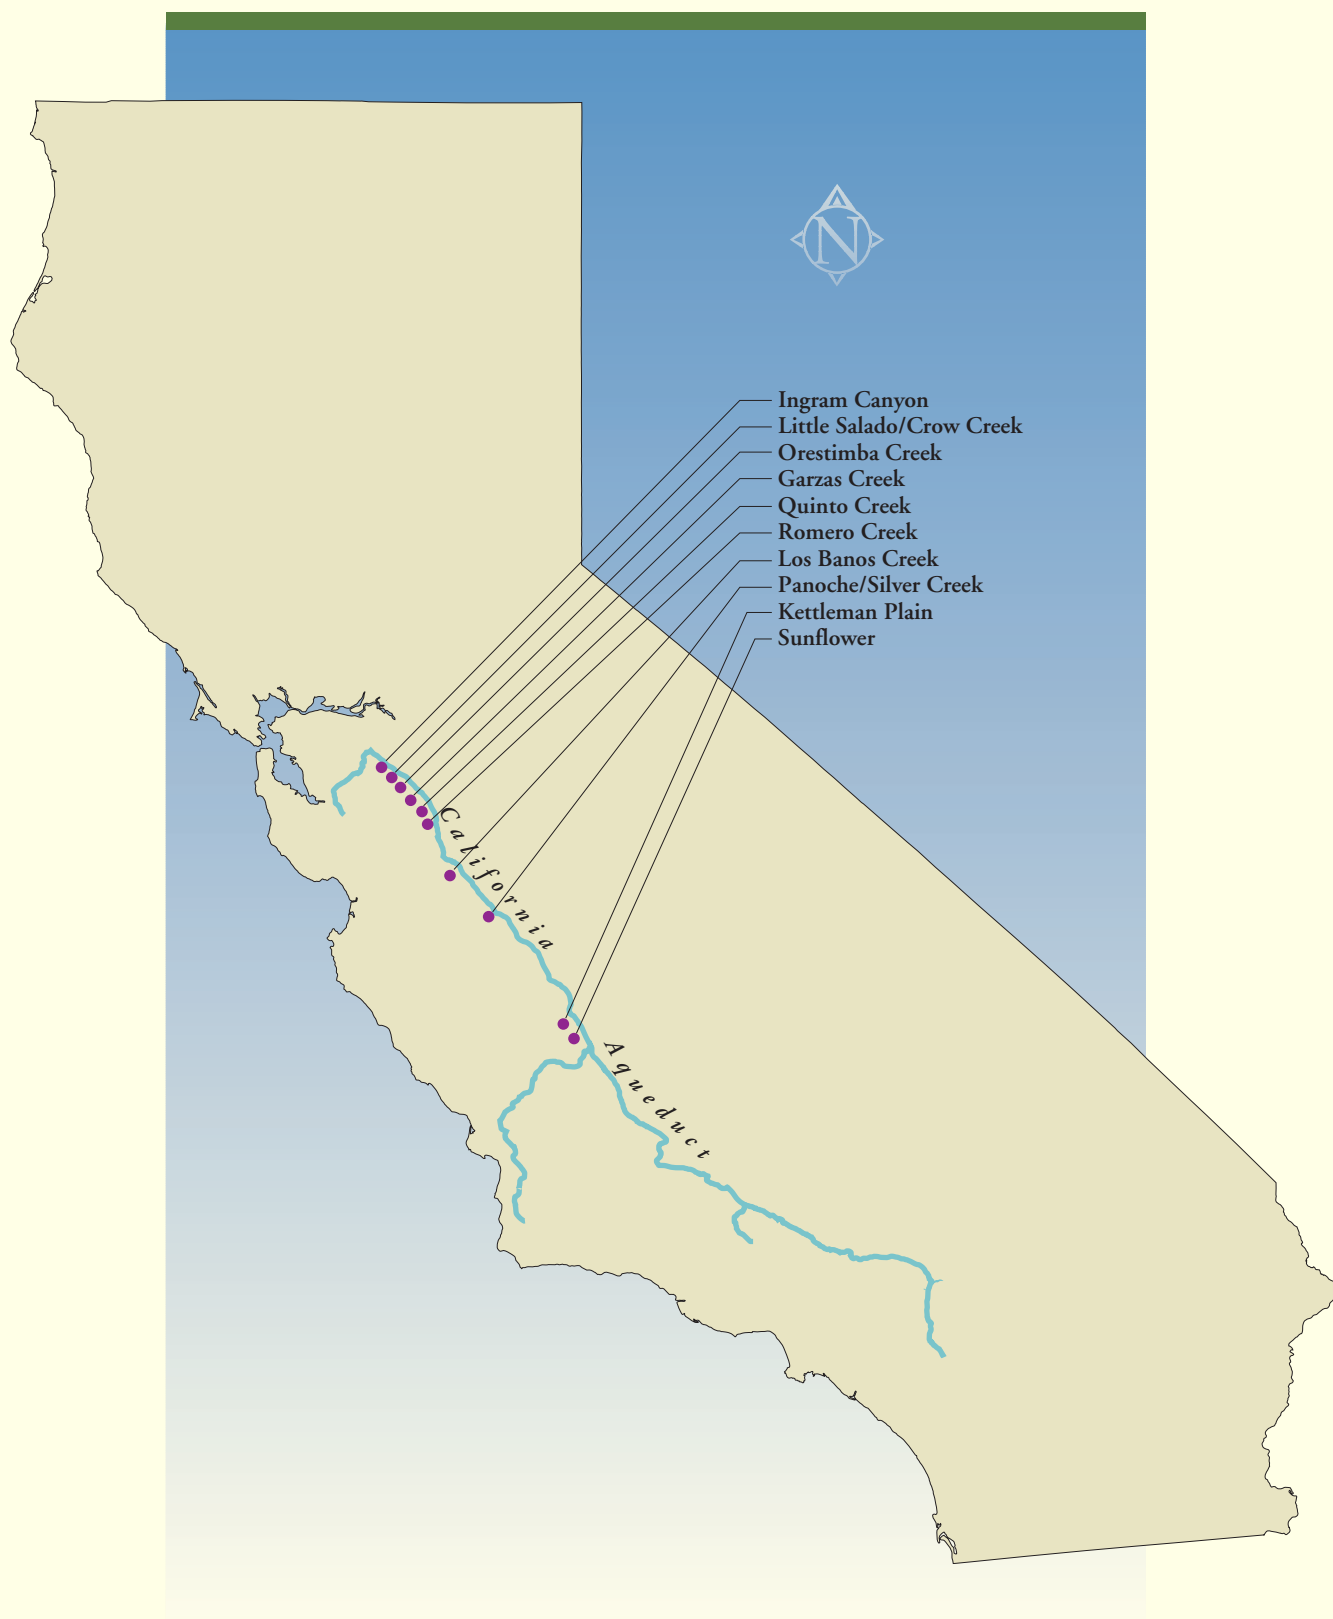 N
Ingram Canyon
Little Salado/Crow Creek
Orestimba Creek
Garzas Creek
Quinto Creek
Romero Creek
Los Banos Creek
Panoche/Silver Creek
Kettleman Plain
Sunflower
California
Aqueduct